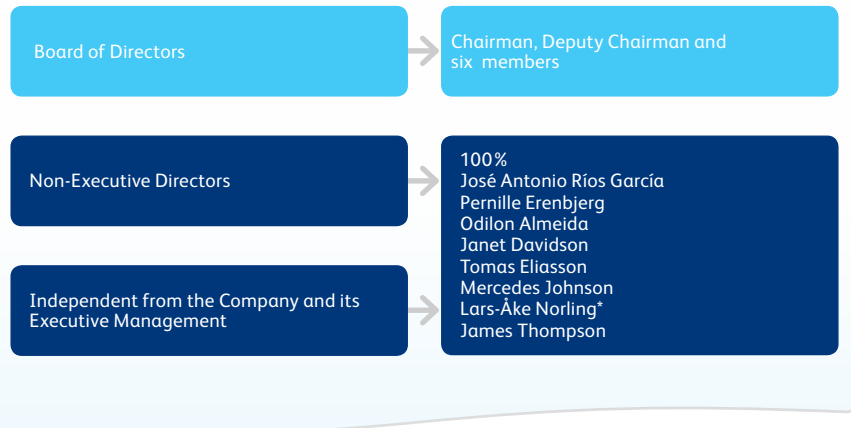 Board of Directors
Chairman, Deputy Chairman and
six members
Non-Executive Directors
Independent from the Company and its
Executive Management
100%
José Antonio Ríos García
Pernille Erenbjerg
Odilon Almeida
Janet Davidson
Tomas Eliasson
Mercedes Johnson
Lars-Åke Norling*
James Thompson